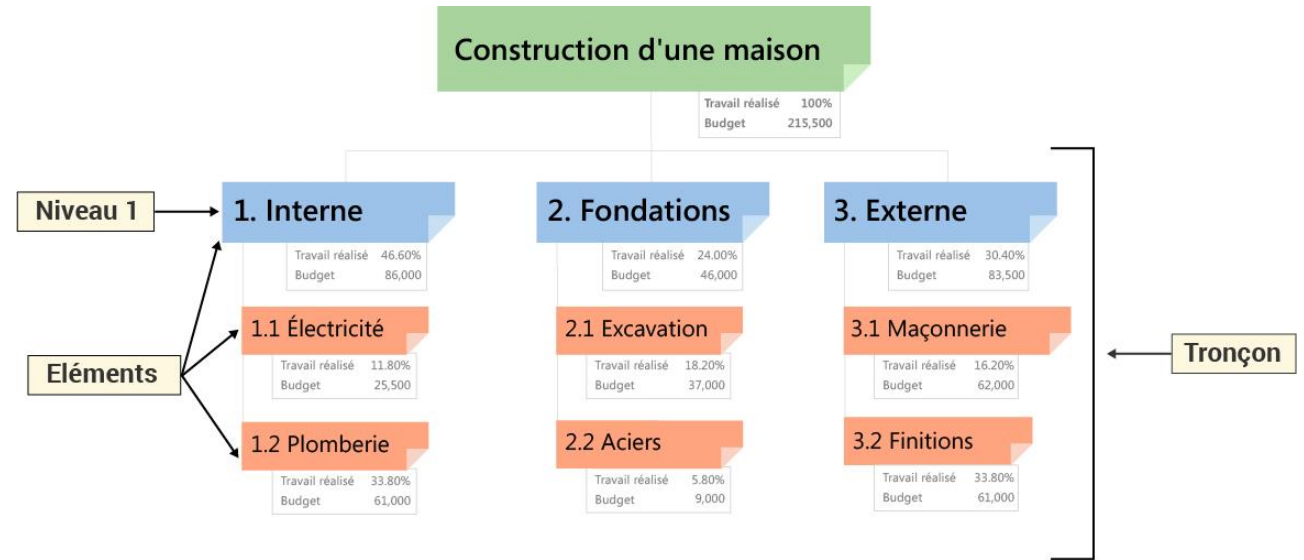 Construction d'une maison
Travail réalisé 100%
Budget 215,500
Niveau 1
1. Interne
Travail réalisé 46.60%
Budget 86,000
2. Fondations
Travail réalisé 24.00%
Budget 46,000
3. Externe
Travail réalisé 30.40%
Budget 83,500
Eléments
1.1 Électricité
Travail réalisé 11.80%
Budget 25,500
2.1 Excavation
Travail réalisé 18.20%
Budget 37,000
3.1 Maçonnerie
Travail réalisé 16.20%
Budget 62,000
Tronçon
1.2 Plomberie
Travail réalisé 33.80%
Budget 61,000
2.2 Aciers
Travail réalisé 5.80%
Budget 9,000
3.2 Finitions
Travail réalisé 33.80%
Budget 61,000